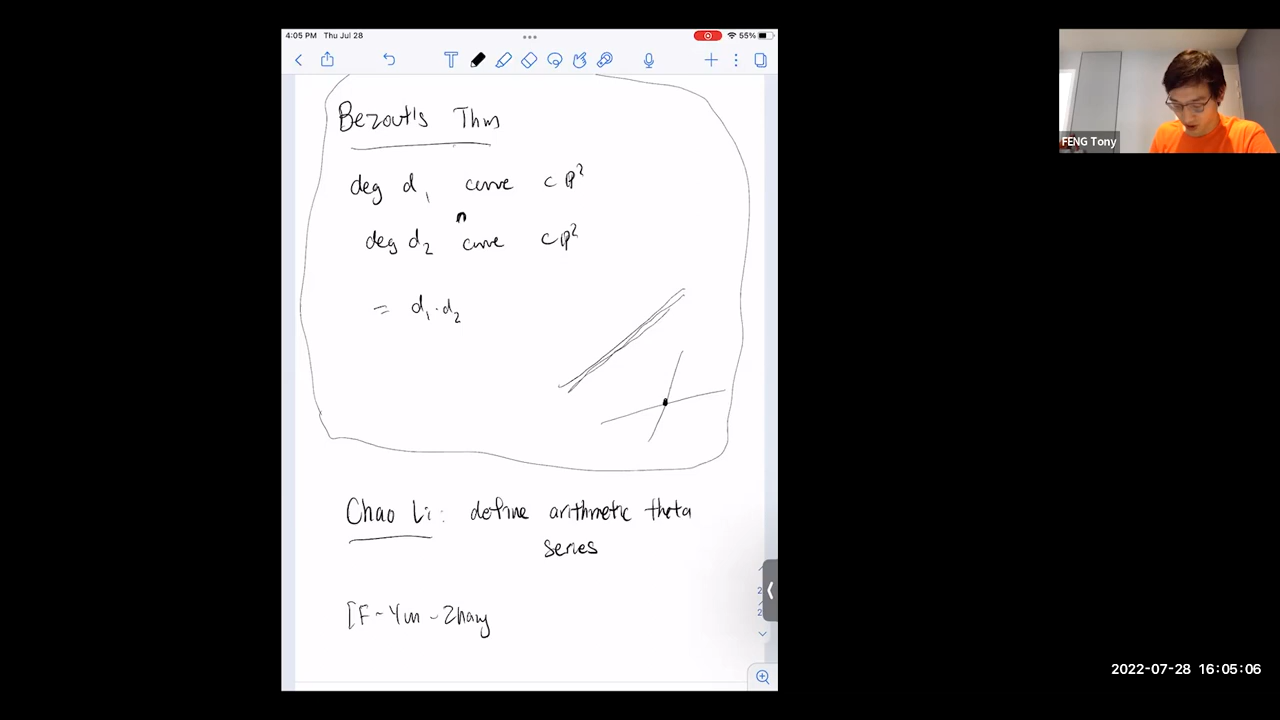 4:05 PM Thu Jul 28
55%
Bezout's Thm
deg d₁ curve ⊂ ℙ²
∩
deg d₂ curve ⊂ ℙ²
= d₁·d₂
Chao Li: define arithmetic theta
series
[F-Yun-Zhang
FENG Tony
2022-07-28 16:05:06